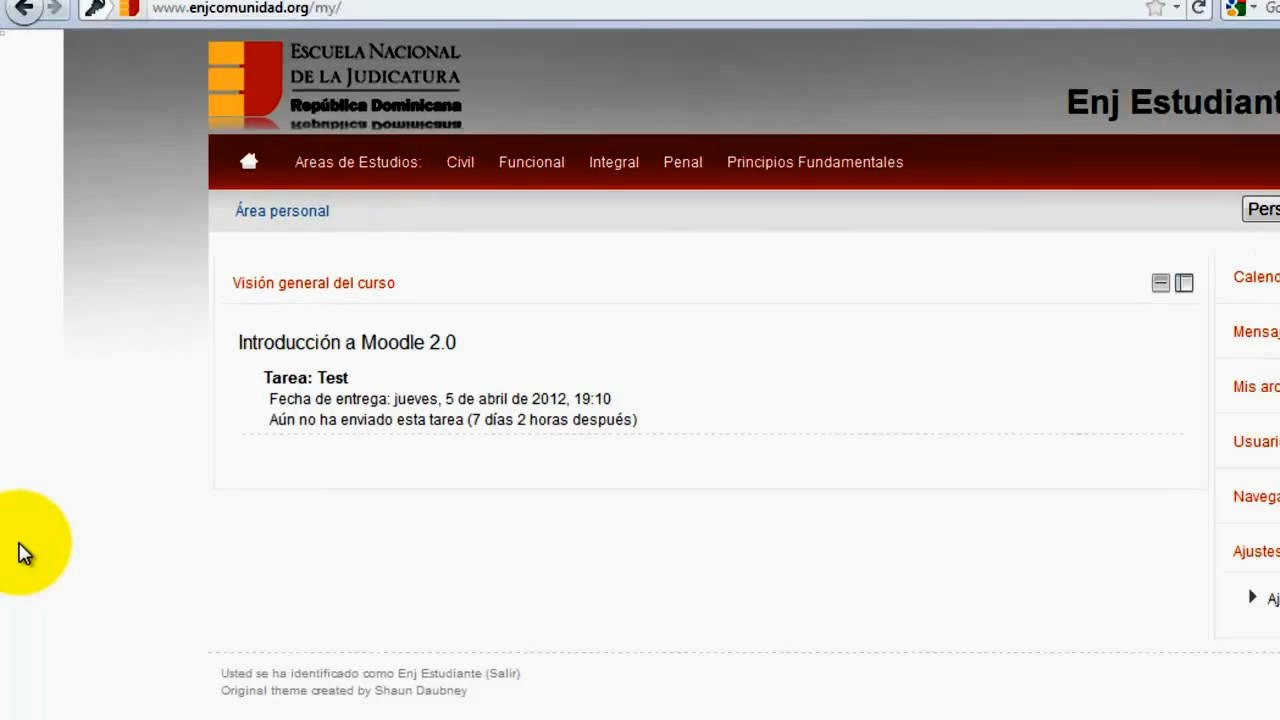 www.enjcomunidad.org/my/
ESCUELA NACIONAL
DE LA JUDICATURA
República Dominicana
Enj Estudiant
Areas de Estudios: Civil Funcional Integral Penal Principios Fundamentales
Área personal
Pers
Visión general del curso
Calend
Introducción a Moodle 2.0
Mensaj
Tarea: Test
Mis arc
Fecha de entrega: jueves, 5 de abril de 2012, 19:10
Aún no ha enviado esta tarea (7 días 2 horas después)
Usuari
Navega
Ajustes
Aj
Usted se ha identificado como Enj Estudiante (Salir)
Original theme created by Shaun Daubney